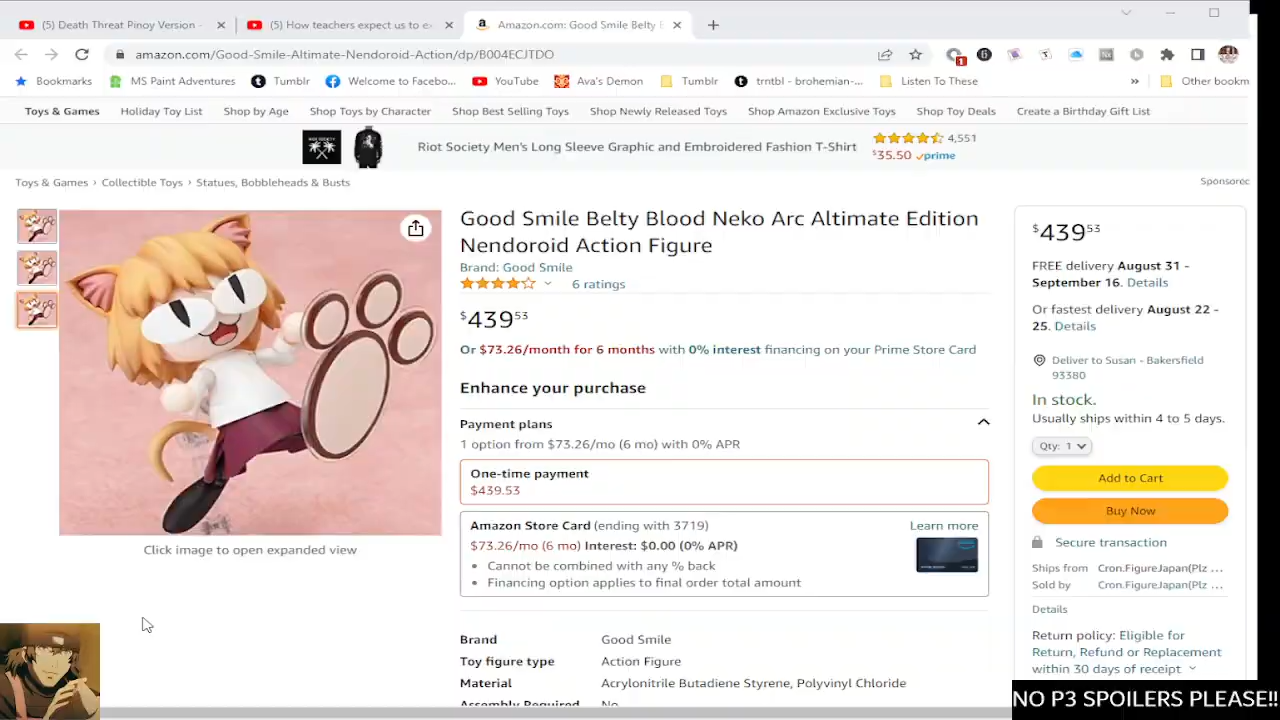 (5) Death Threat Pinoy Version -
(5) How teachers expect us to e
Amazon.com: Good Smile Belty B
amazon.com/Good-Smile-Altimate-Nendoroid-Action/dp/B004ECJTDO
Bookmarks MS Paint Adventures Tumblr Welcome to Facebo... YouTube Ava's Demon Tumblr trntbl - brohemian-... Listen To These » Other bookm
Toys & Games Holiday Toy List Shop by Age Shop Toys by Character Shop Best Selling Toys Shop Newly Released Toys Shop Amazon Exclusive Toys Shop Toy Deals Create a Birthday Gift List
Riot Society Men's Long Sleeve Graphic and Embroidered Fashion T-Shirt
4,551
$35.50 prime
Sponsored
Toys & Games › Collectible Toys › Statues, Bobbleheads & Busts
Click image to open expanded view
Good Smile Belty Blood Neko Arc Altimate Edition
Nendoroid Action Figure
Brand: Good Smile
6 ratings
$439 53
Or $73.26/month for 6 months with 0% interest financing on your Prime Store Card
Enhance your purchase
Payment plans
1 option from $73.26/mo (6 mo) with 0% APR
One-time payment
$439.53
Amazon Store Card (ending with 3719) Learn more
$73.26/mo (6 mo) Interest: $0.00 (0% APR)
• Cannot be combined with any % back
• Financing option applies to final order total amount
Brand Good Smile
Toy figure type Action Figure
Material Acrylonitrile Butadiene Styrene, Polyvinyl Chloride
Assembly Required No
$439 53
FREE delivery August 31 -
September 16. Details
Or fastest delivery August 22 -
25. Details
Deliver to Susan - Bakersfield
93380
In stock.
Usually ships within 4 to 5 days.
Qty: 1
Add to Cart
Buy Now
Secure transaction
Ships from Cron.FigureJapan(Plz ...
Sold by Cron.FigureJapan(Plz ...
Details
Return policy: Eligible for
Return, Refund or Replacement
within 30 days of receipt
NO P3 SPOILERS PLEASE!!